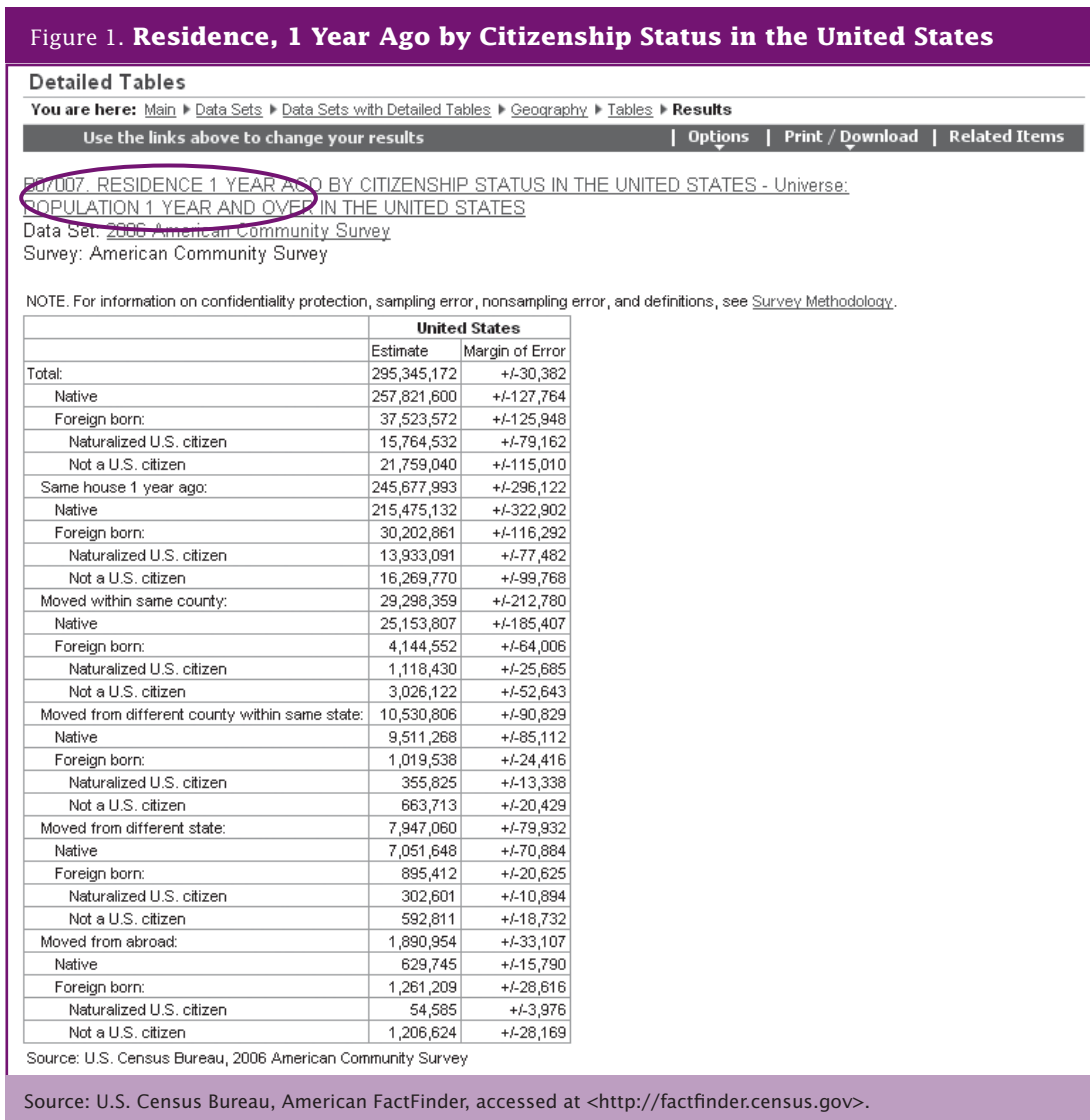 Figure 1. Residence, 1 Year Ago by Citizenship Status in the United States
Detailed Tables
You are here: Main ▶ Data Sets ▶ Data Sets with Detailed Tables ▶ Geography ▶ Tables ▶ Results
Use the links above to change your results | Options | Print / Download | Related Items
B07007. RESIDENCE 1 YEAR AGO BY CITIZENSHIP STATUS IN THE UNITED STATES - Universe:
POPULATION 1 YEAR AND OVER IN THE UNITED STATES
Data Set: 2006 American Community Survey
Survey: American Community Survey
NOTE. For information on confidentiality protection, sampling error, nonsampling error, and definitions, see Survey Methodology.
United States
Estimate Margin of Error
Total: 295,345,172 +/-30,382
Native 257,821,600 +/-127,764
Foreign born: 37,523,572 +/-125,948
Naturalized U.S. citizen 15,764,532 +/-79,162
Not a U.S. citizen 21,759,040 +/-115,010
Same house 1 year ago: 245,677,993 +/-296,122
Native 215,475,132 +/-322,902
Foreign born: 30,202,861 +/-116,292
Naturalized U.S. citizen 13,933,091 +/-77,482
Not a U.S. citizen 16,269,770 +/-99,768
Moved within same county: 29,298,359 +/-212,780
Native 25,153,807 +/-185,407
Foreign born: 4,144,552 +/-64,006
Naturalized U.S. citizen 1,118,430 +/-25,685
Not a U.S. citizen 3,026,122 +/-52,643
Moved from different county within same state: 10,530,806 +/-90,829
Native 9,511,268 +/-85,112
Foreign born: 1,019,538 +/-24,416
Naturalized U.S. citizen 355,825 +/-13,338
Not a U.S. citizen 663,713 +/-20,429
Moved from different state: 7,947,060 +/-79,932
Native 7,051,648 +/-70,884
Foreign born: 895,412 +/-20,625
Naturalized U.S. citizen 302,601 +/-10,894
Not a U.S. citizen 592,811 +/-18,732
Moved from abroad: 1,890,954 +/-33,107
Native 629,745 +/-15,790
Foreign born: 1,261,209 +/-28,616
Naturalized U.S. citizen 54,585 +/-3,976
Not a U.S. citizen 1,206,624 +/-28,169
Source: U.S. Census Bureau, 2006 American Community Survey
Source: U.S. Census Bureau, American FactFinder, accessed at <http://factfinder.census.gov>.